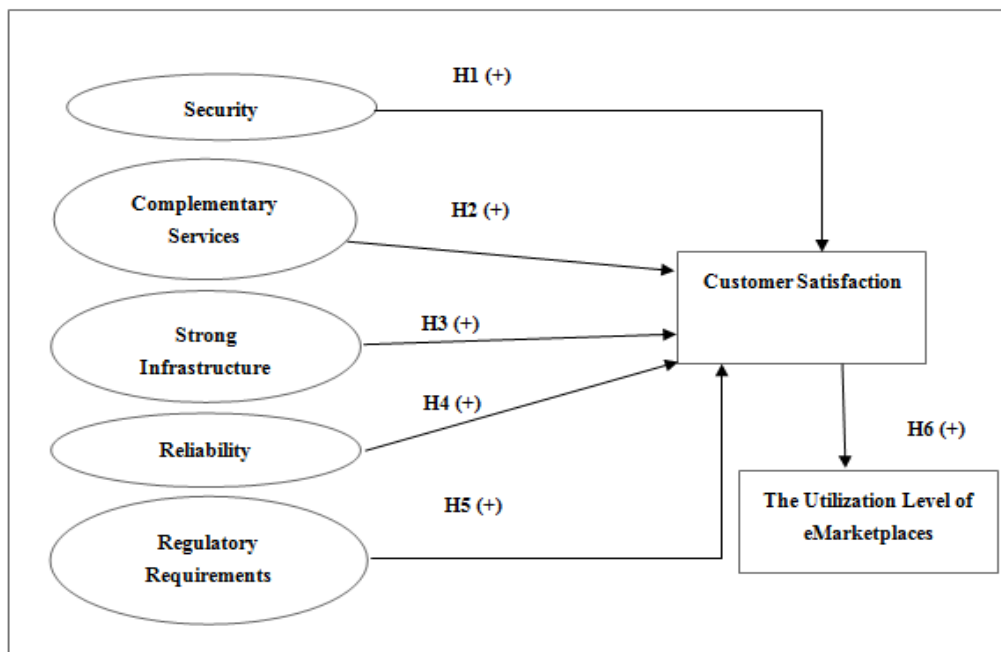 H1 (+)
Security
Complementary
Services
H2 (+)
Customer Satisfaction
Strong
Infrastructure
H3 (+)
H4 (+)
Reliability
H6 (+)
H5 (+)
Regulatory
Requirements
The Utilization Level of
eMarketplaces